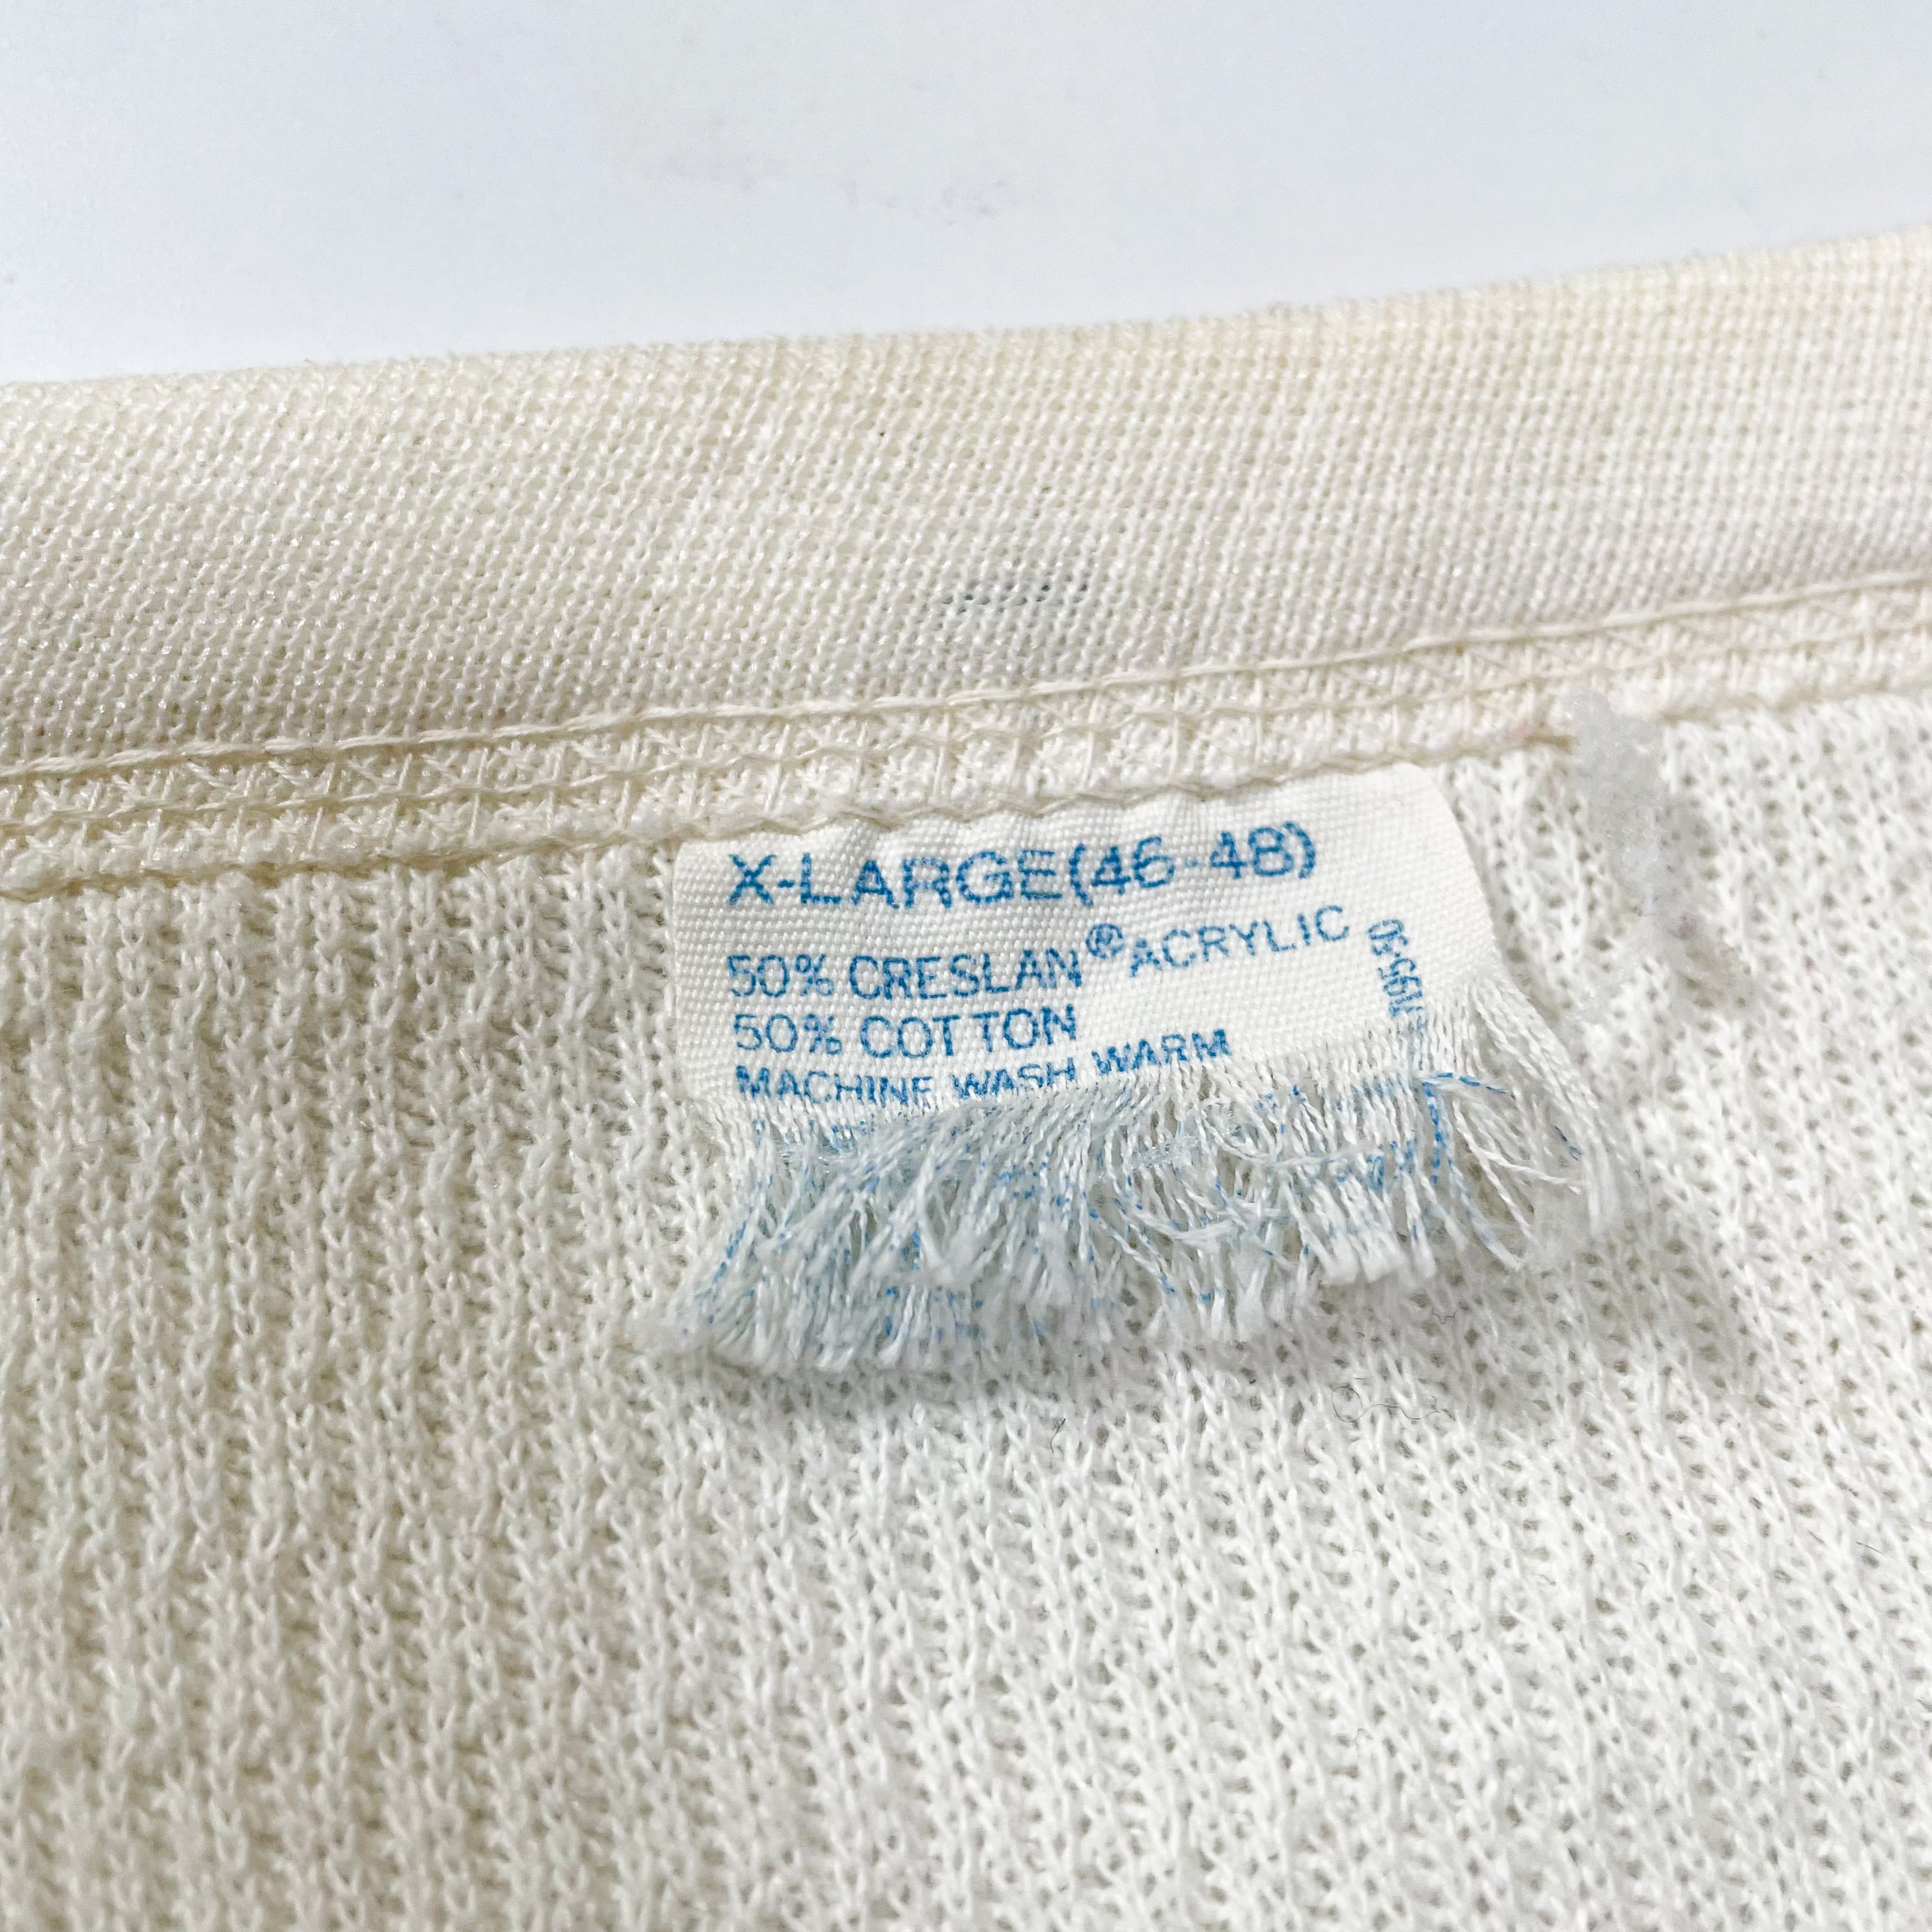 X-LARGE(46-48)
50% CRESLAN® ACRYLIC
50% COTTON
MACHINE WASH WARM